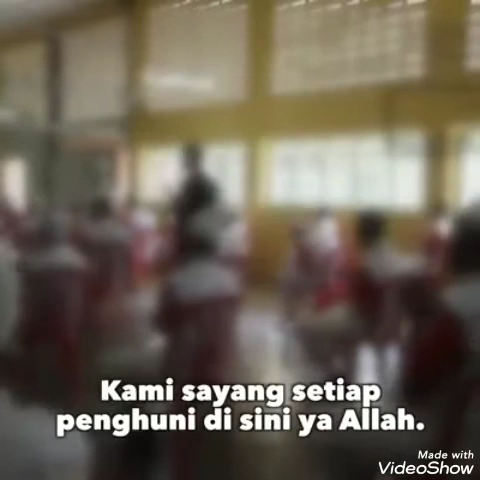 Kami sayang setiap
penghuni di sini ya Allah.
Made with
VideoShow